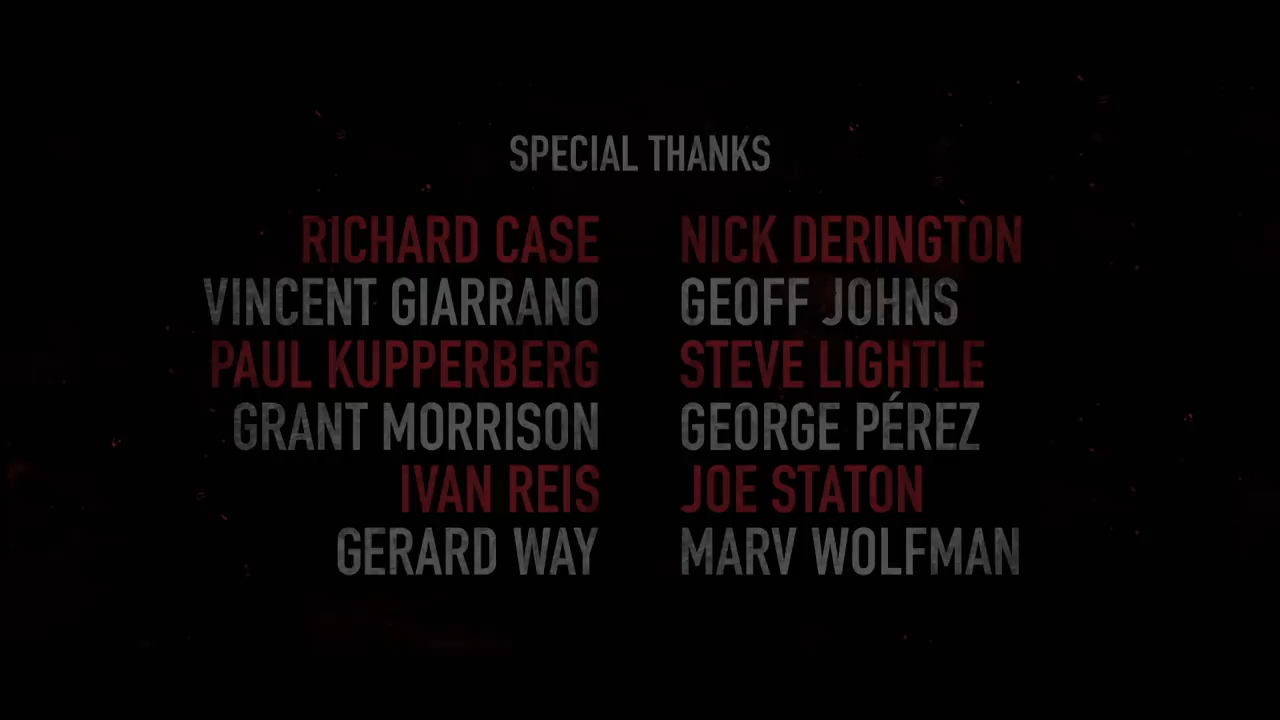 SPECIAL THANKS
RICHARD CASE NICK DERINGTON
VINCENT GIARRANO GEOFF JOHNS
PAUL KUPPERBERG STEVE LIGHTLE
GRANT MORRISON GEORGE PÉREZ
IVAN REIS JOE STATON
GERARD WAY MARV WOLFMAN